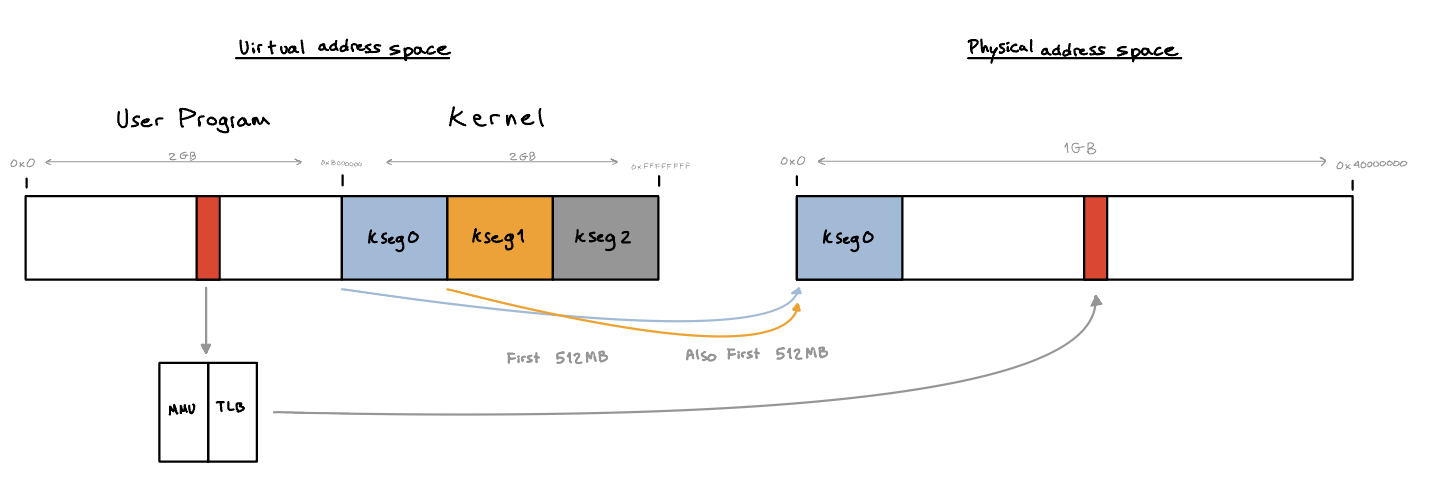 Virtual address space
Physical address space
User Program
Kernel
0x0
2GB
0x80000000
2GB
0xFFFFFFFF
0x0
1GB
0x40000000
kseg0
kseg1
kseg2
kseg0
First 512MB
Also First 512MB
MMU
TLB